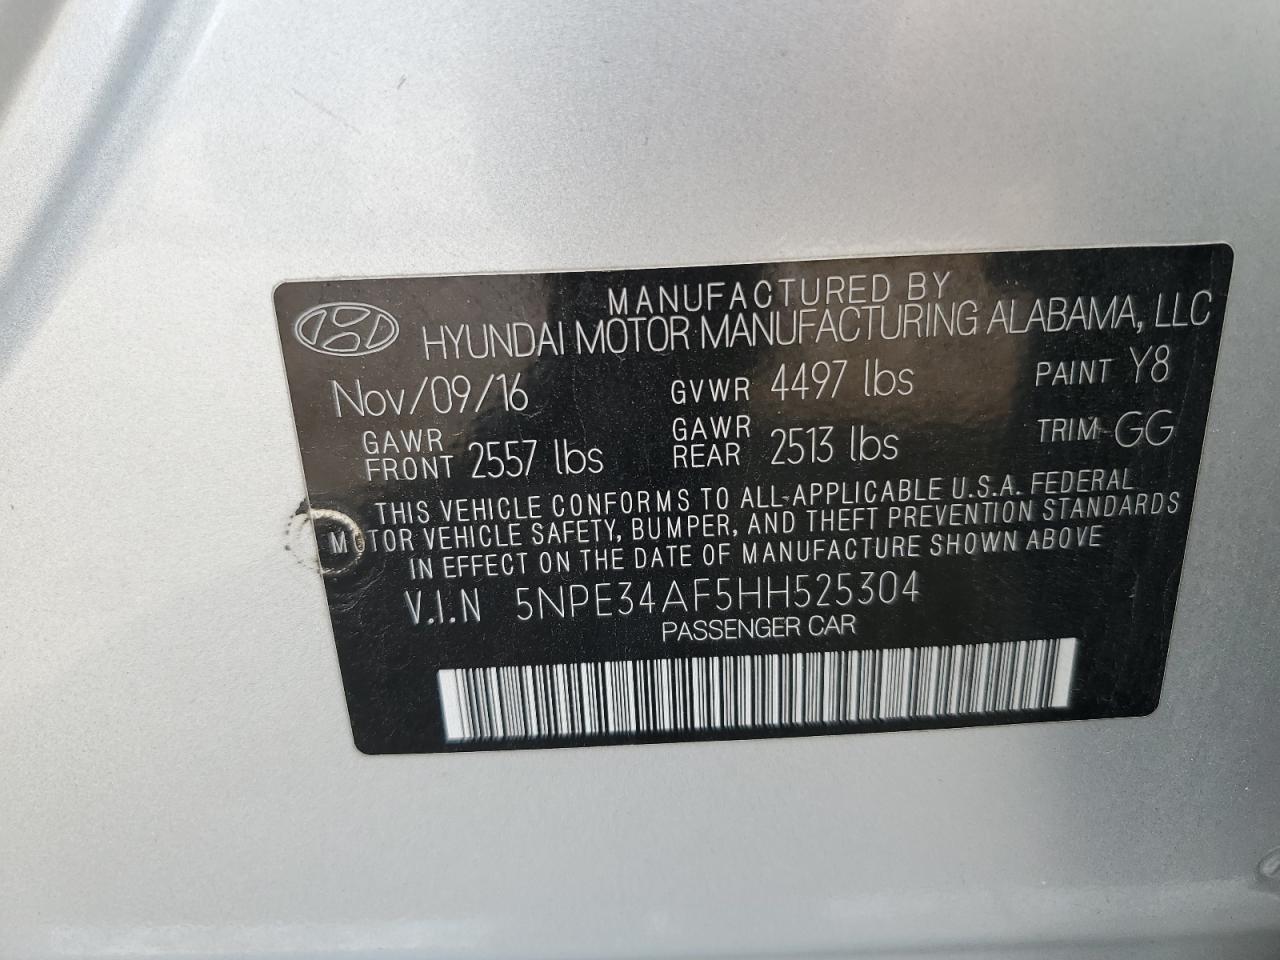 MANUFACTURED BY
HYUNDAI MOTOR MANUFACTURING ALABAMA, LLC
Nov/09/16 GVWR 4497 lbs PAINT Y8
GAWR FRONT 2557 lbs GAWR REAR 2513 lbs TRIM GG
THIS VEHICLE CONFORMS TO ALL APPLICABLE U.S.A. FEDERAL
MOTOR VEHICLE SAFETY, BUMPER, AND THEFT PREVENTION STANDARDS
IN EFFECT ON THE DATE OF MANUFACTURE SHOWN ABOVE
V.I.N 5NPE34AF5HH525304
PASSENGER CAR